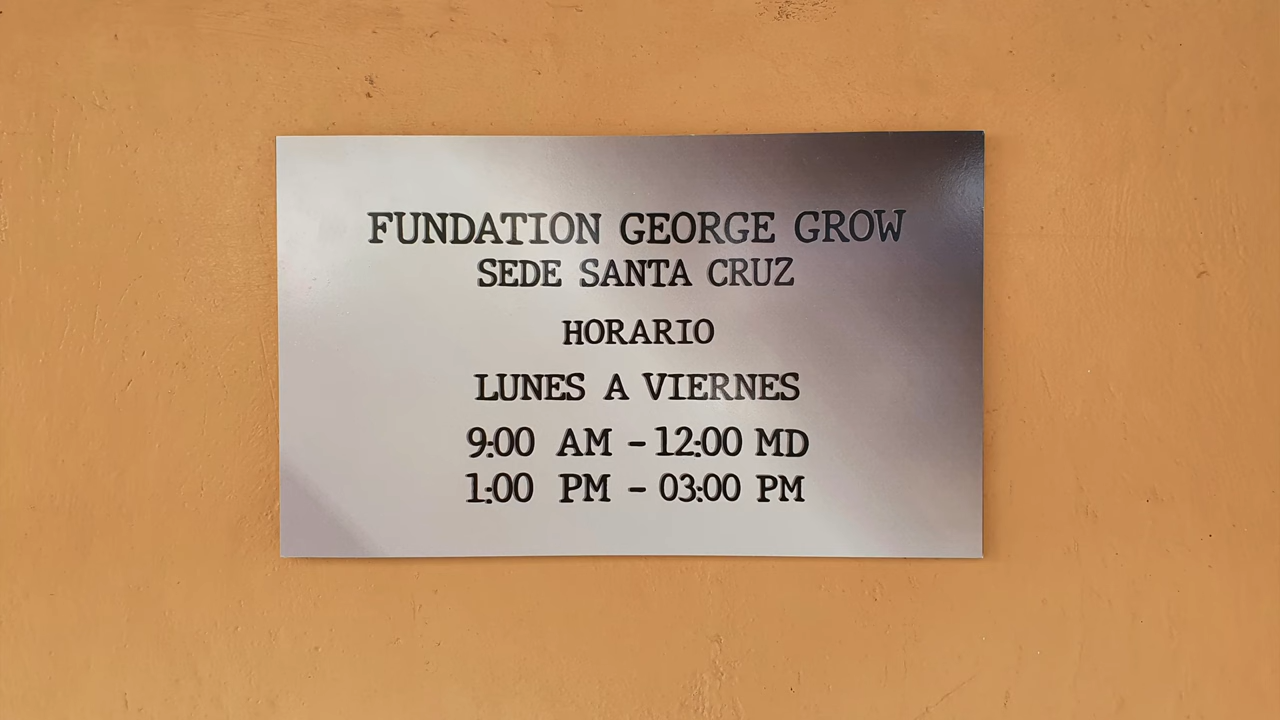 FUNDATION GEORGE GROW
SEDE SANTA CRUZ
HORARIO
LUNES A VIERNES
9:00 AM - 12:00 MD
1:00 PM - 03:00 PM